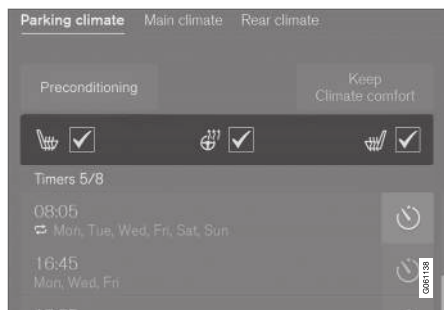 Parking climate Main climate Rear climate
Preconditioning
Keep
Climate comfort
Timers 5/8
08:05
Mon, Tue, Wed, Fri, Sat, Sun
16:45
Mon, Wed, Fri
G061138